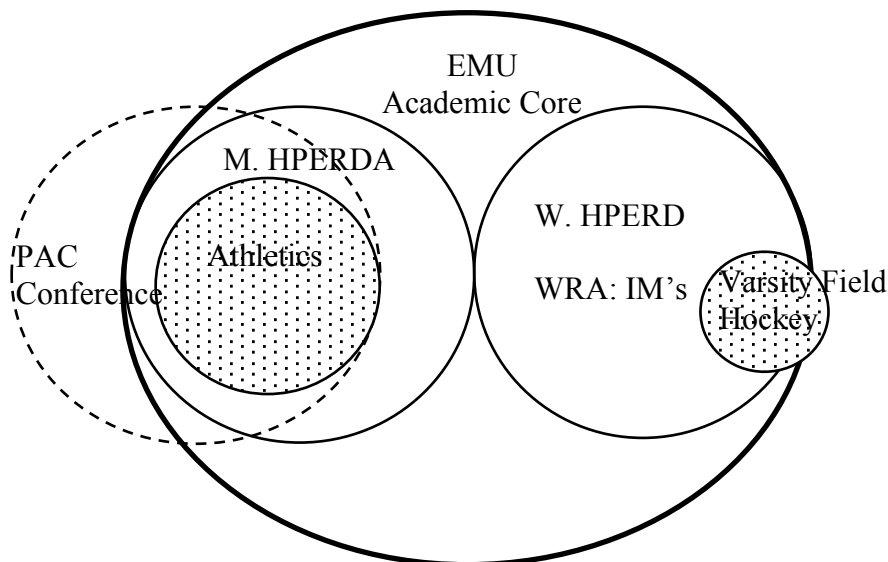 EMU
Academic Core
M. HPERDA
Athletics
PAC
Conference
W. HPERD
WRA: IM’s
Varsity Field
Hockey